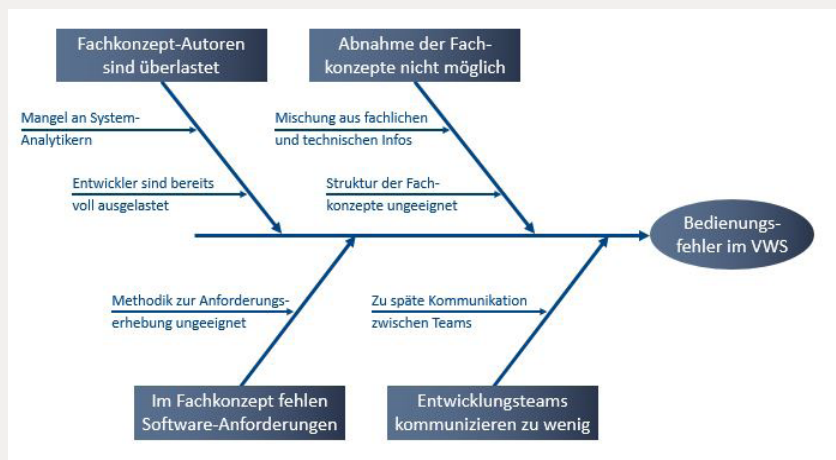 Fachkonzept-Autoren
sind überlastet
Abnahme der Fach-
konzepte nicht möglich
Mangel an System-
Analytikern
Mischung aus fachlichen
und technischen Infos
Entwickler sind bereits
voll ausgelastet
Struktur der Fach-
konzepte ungeeignet
Bedienungs-
fehler im VWS
Methodik zur Anforderungs-
erhebung ungeeignet
Zu späte Kommunikation
zwischen Teams
Im Fachkonzept fehlen
Software-Anforderungen
Entwicklungsteams
kommunizieren zu wenig